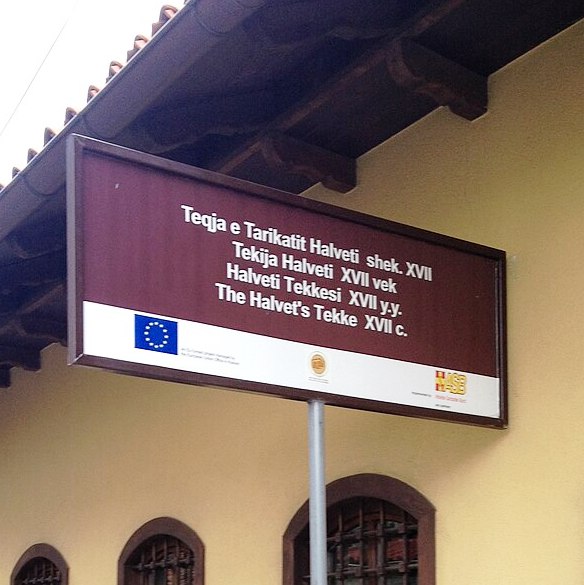 Teqja e Tarikatit Halveti shek. XVII
Tekija Halveti XVII vek
Halveti Tekkesi XVII y.y.
The Halvet's Tekke XVII c.